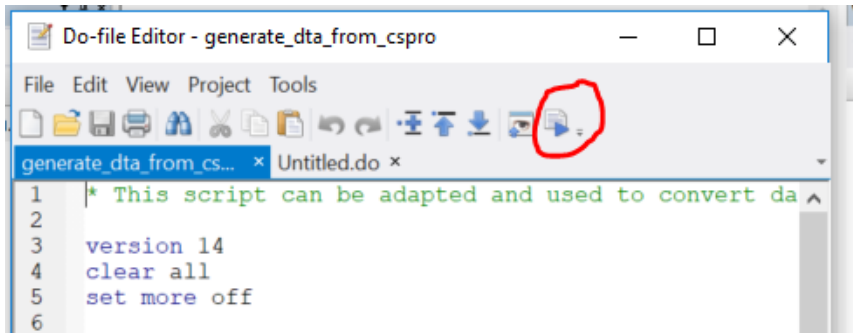 Do-file Editor - generate_dta_from_cspro
File Edit View Project Tools
generate_dta_from_cs... × Untitled.do ×
1 * This script can be adapted and used to convert da
2
3 version 14
4 clear all
5 set more off
6